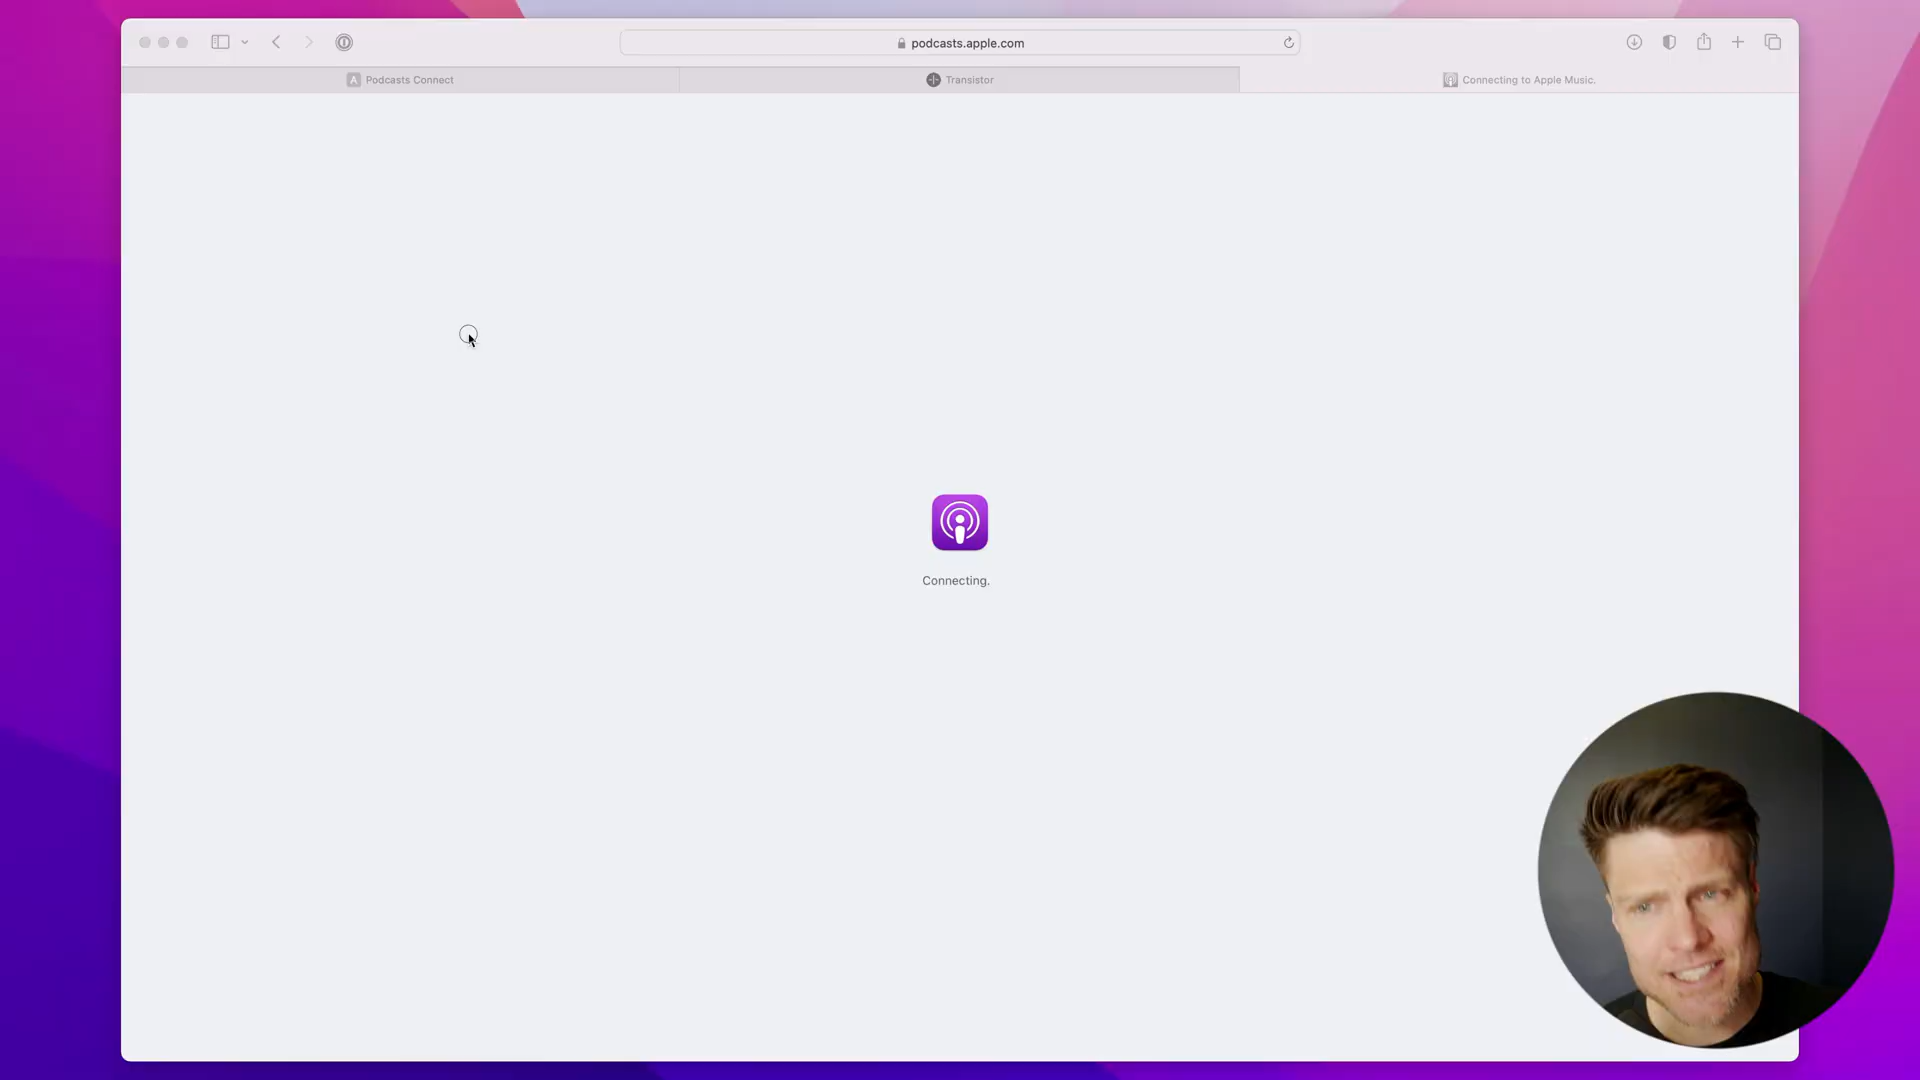 podcasts.apple.com
Podcasts Connect
Transistor
Connecting to Apple Music.
Connecting.